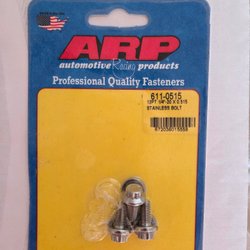 ARP
automotive Racing products
Professional Quality Fasteners
611-0515
12PT 1/4"-20 X 0.515
STAINLESS BOLT